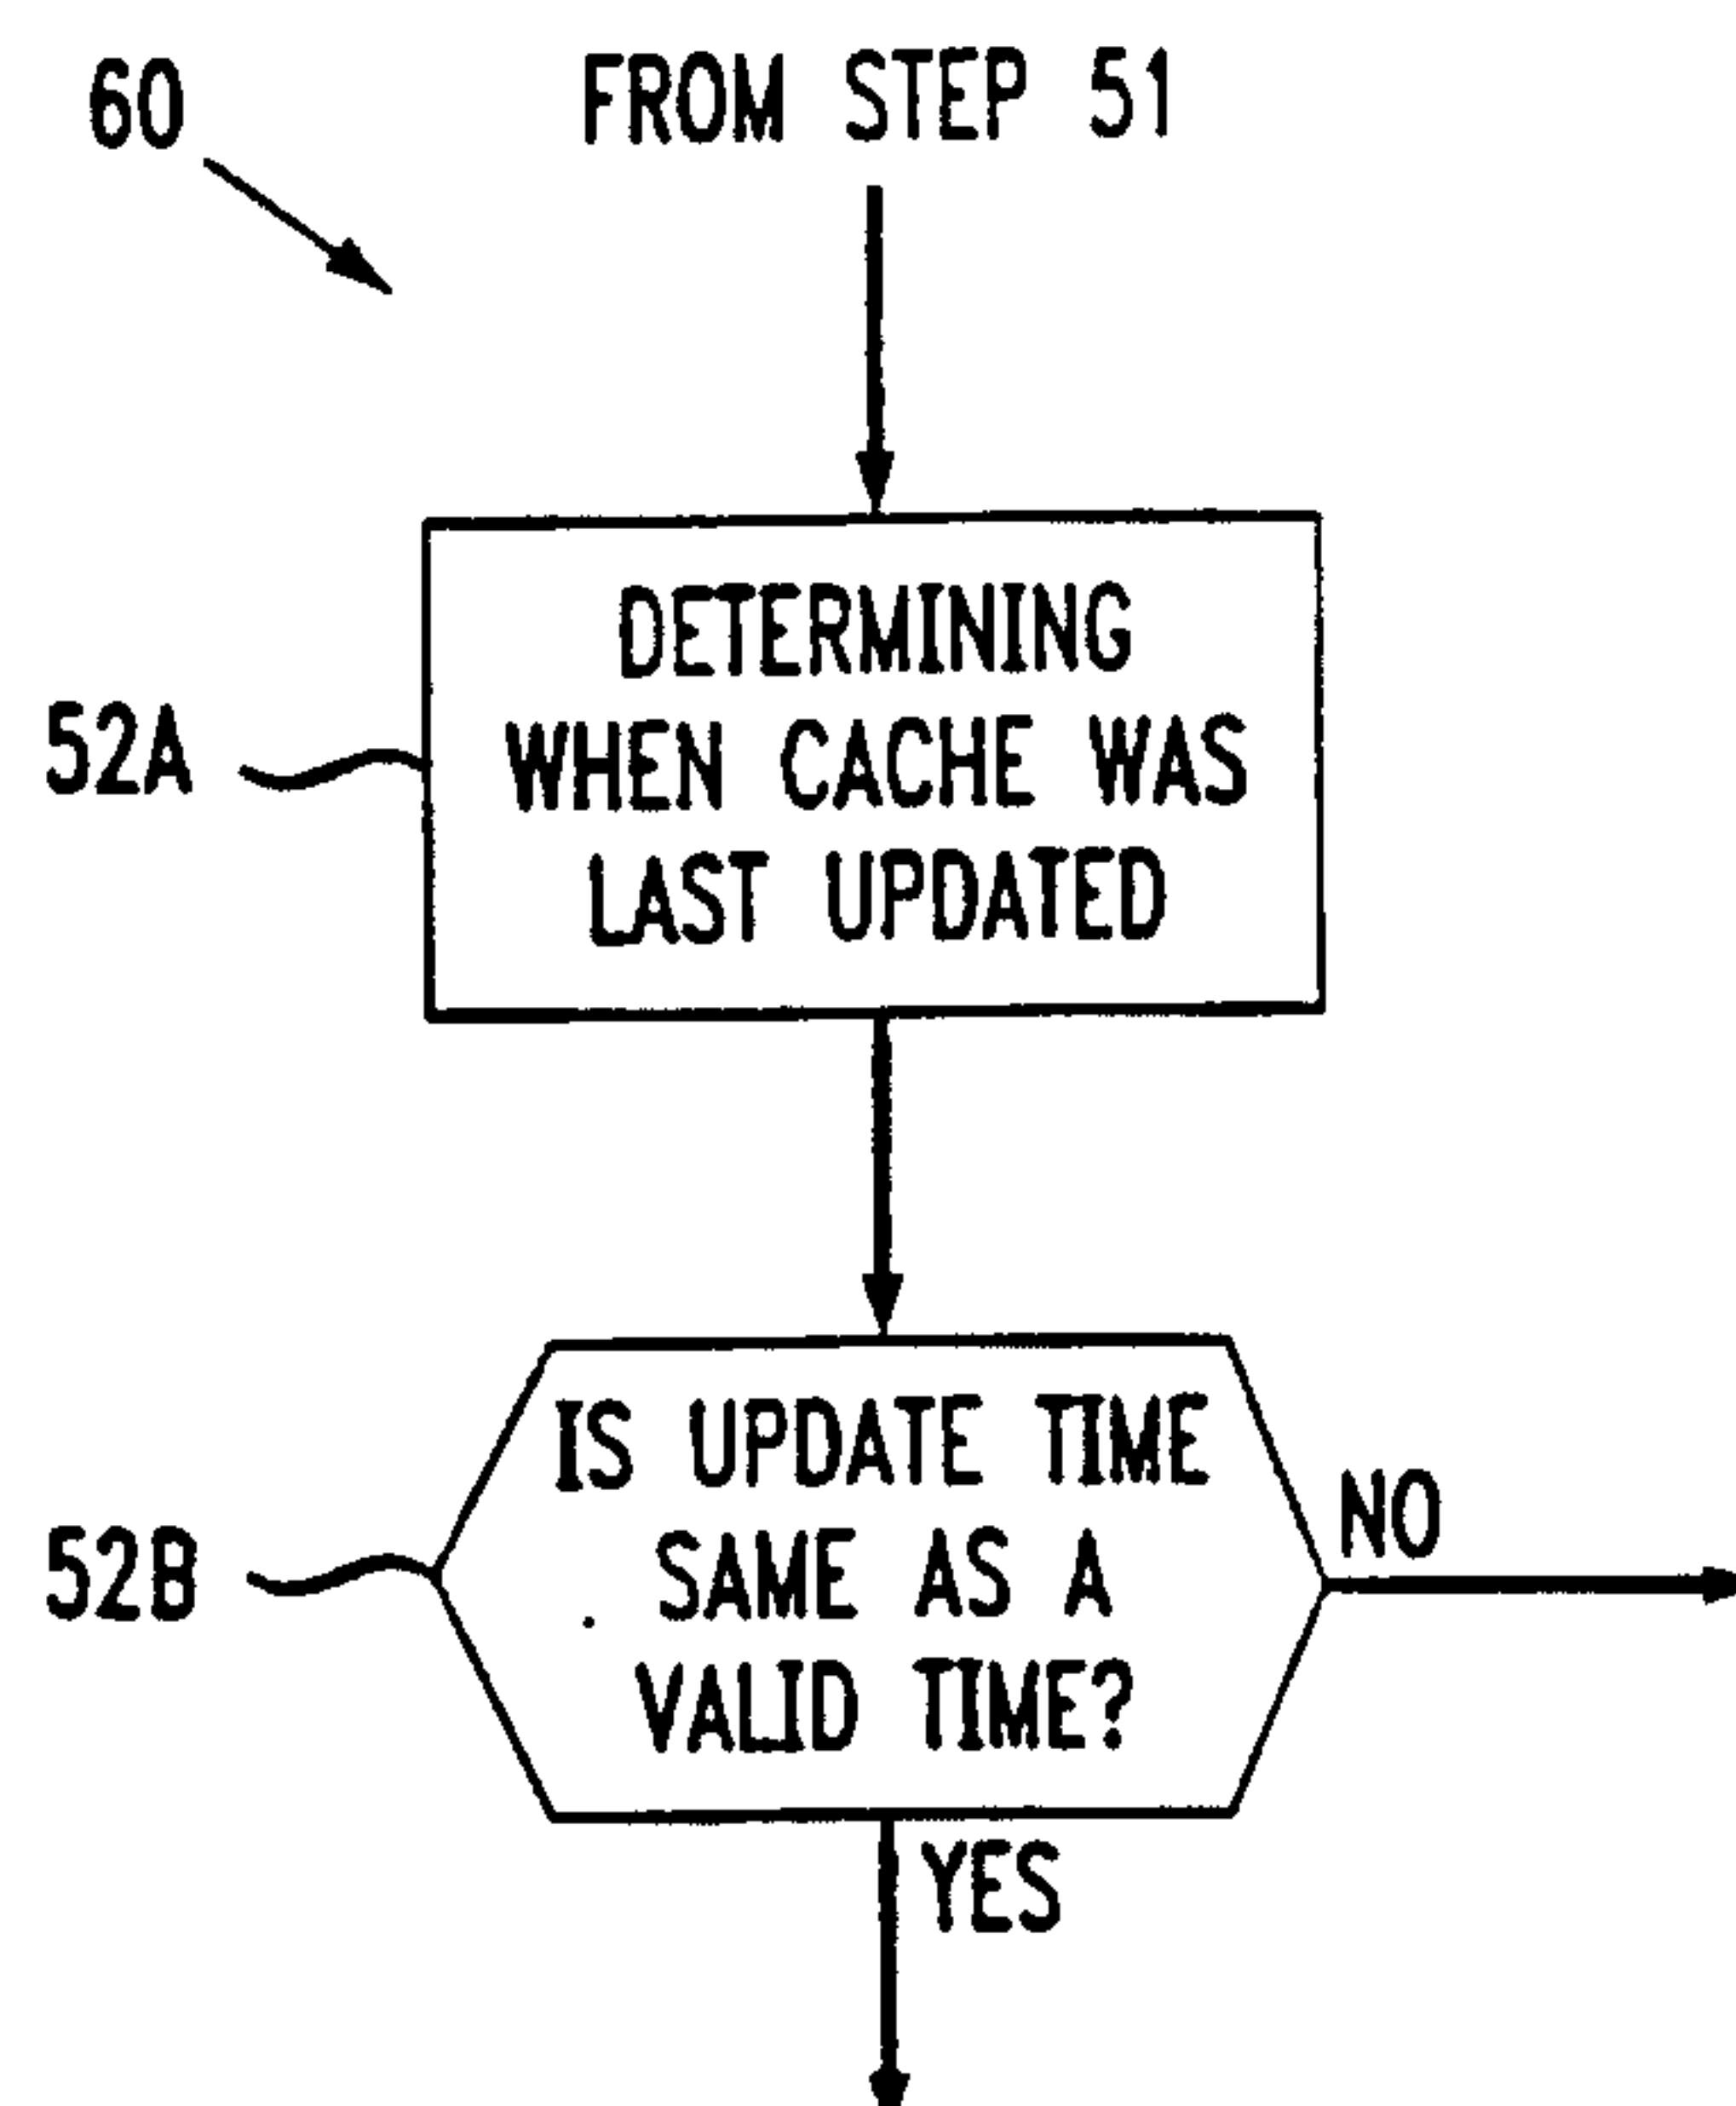 60
FROM STEP 51
DETERMINING
WHEN CACHE WAS
LAST UPDATED
52A
IS UPDATE TIME
SAME AS A
VALID TIME?
52B
NO
YES